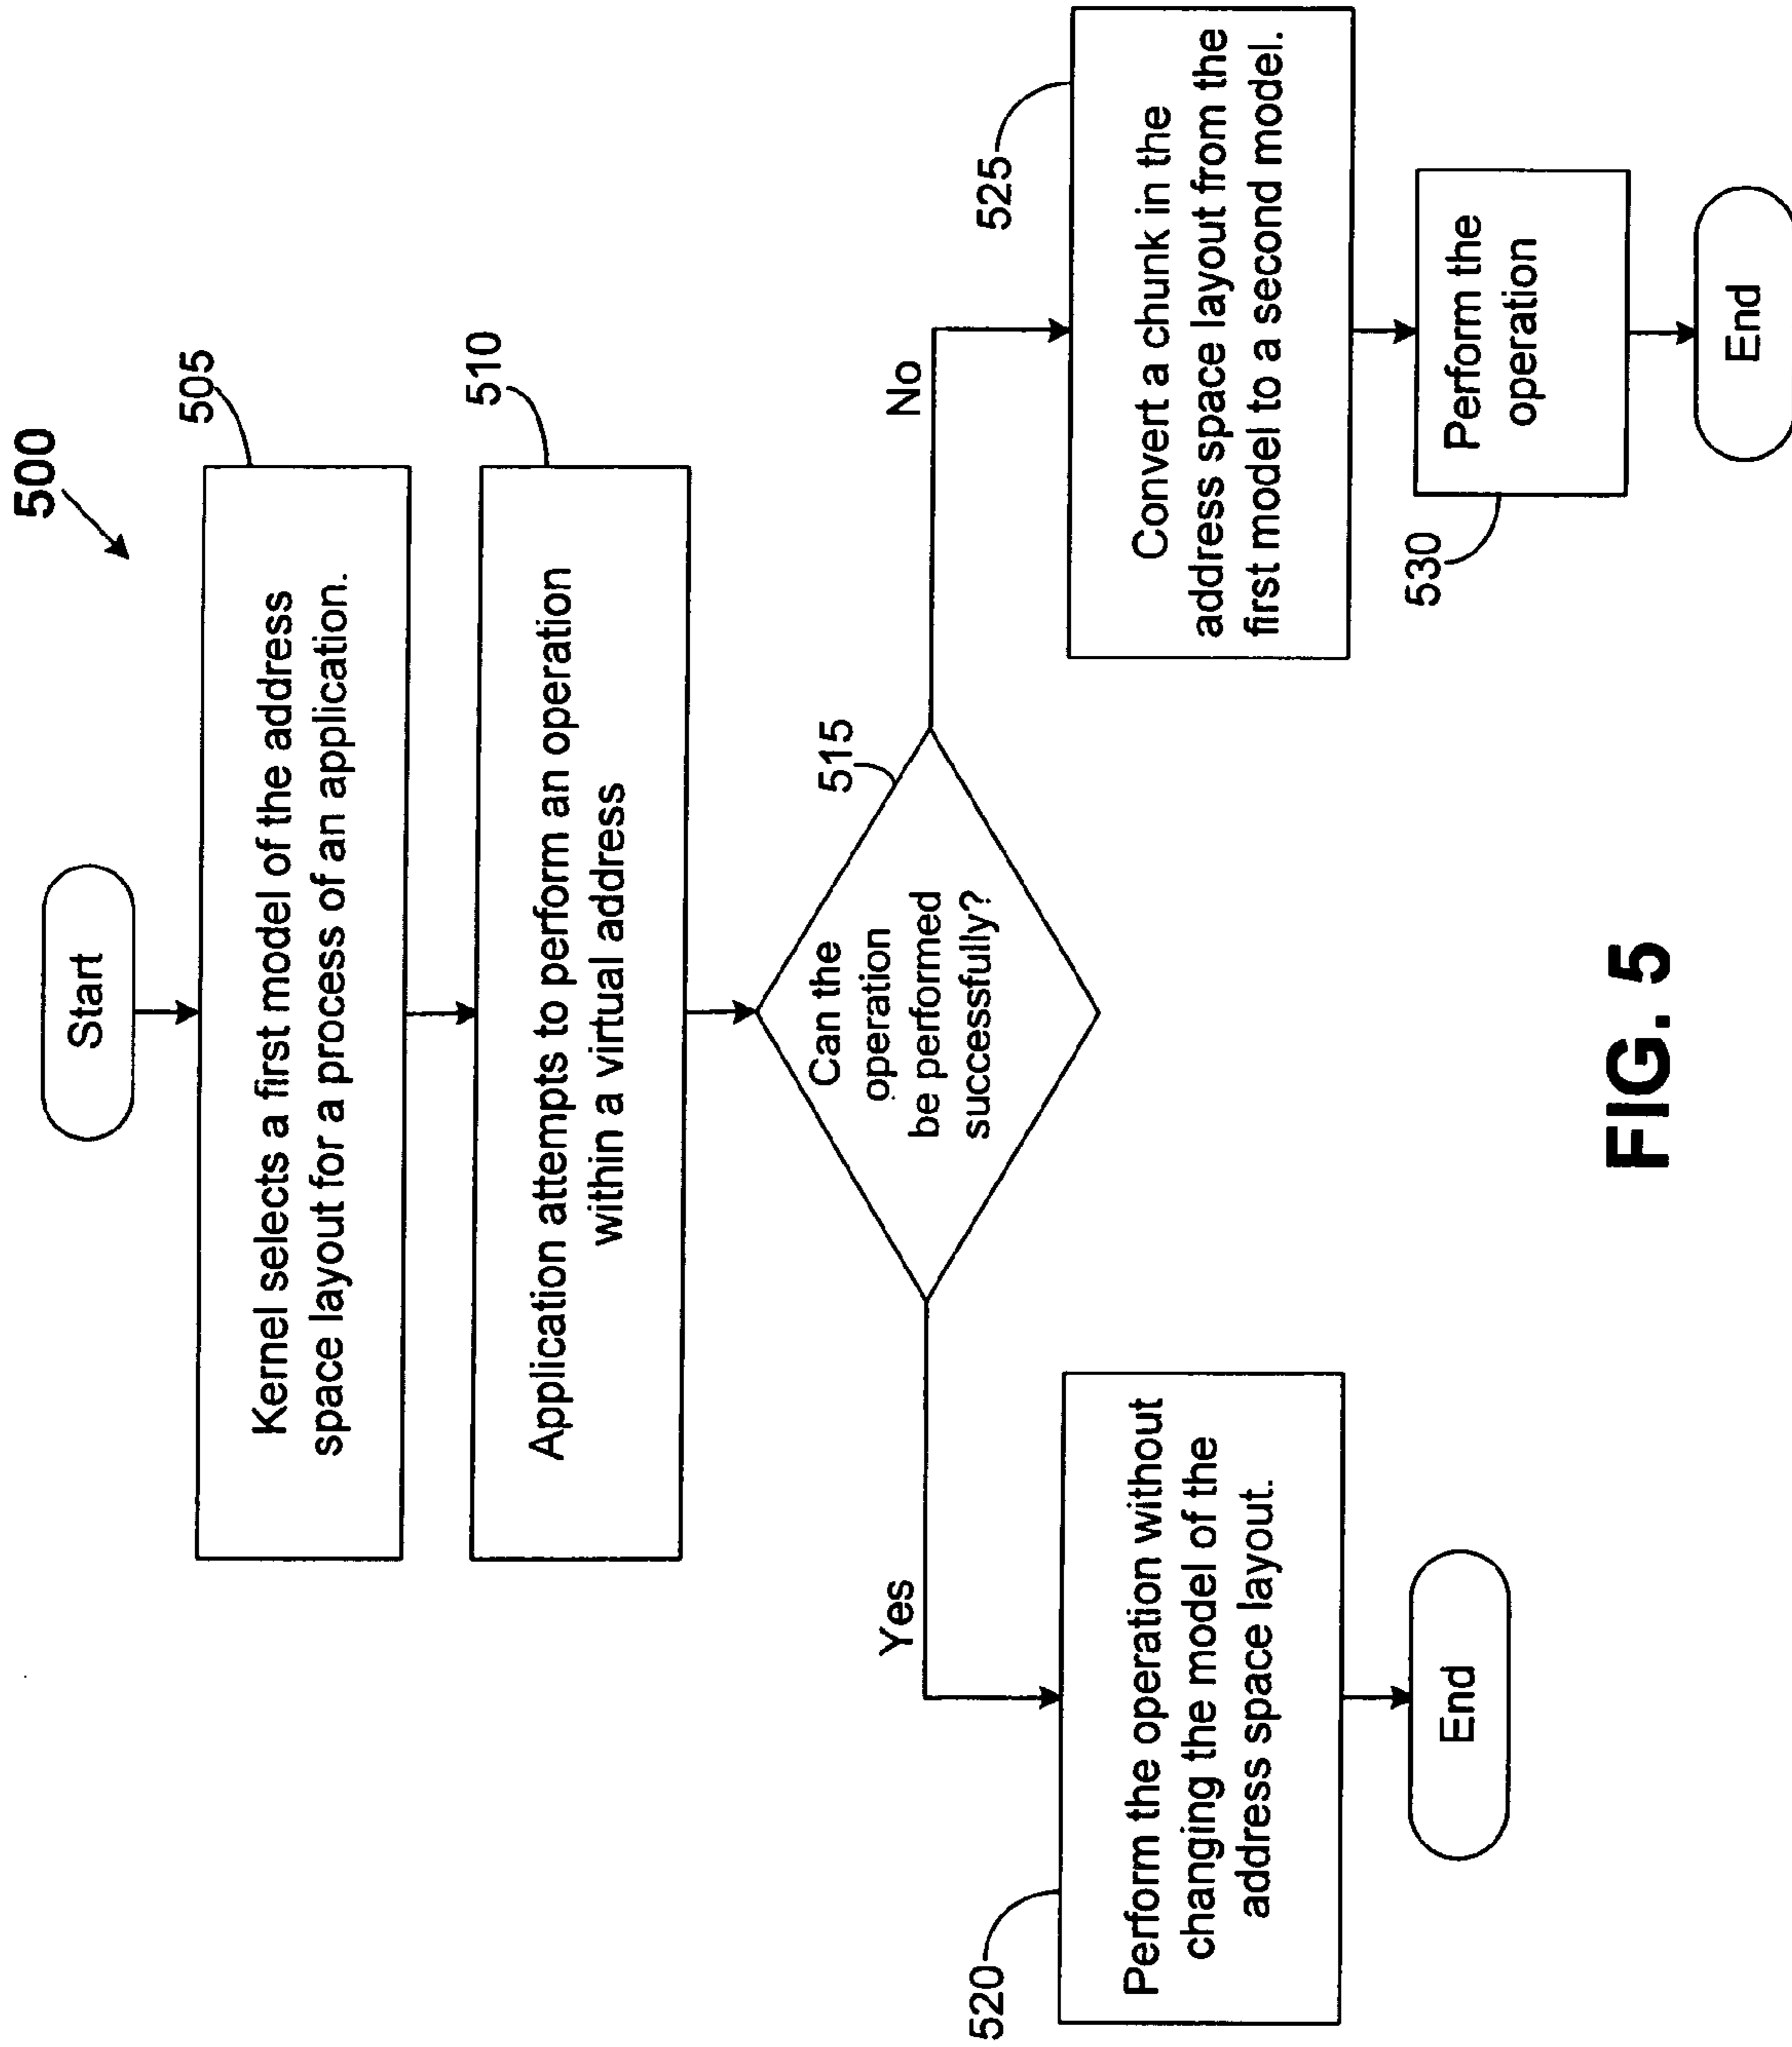 500
Start
505
Kernel selects a first model of the address
space layout for a process of an application.
510
Application attempts to perform an operation
within a virtual address
515
Can the
operation
be performed
successfully?
Yes
No
520
Perform the operation without
changing the model of the
address space layout.
End
525
Convert a chunk in the
address space layout from the
first model to a second model.
530
Perform the
operation
End
FIG. 5